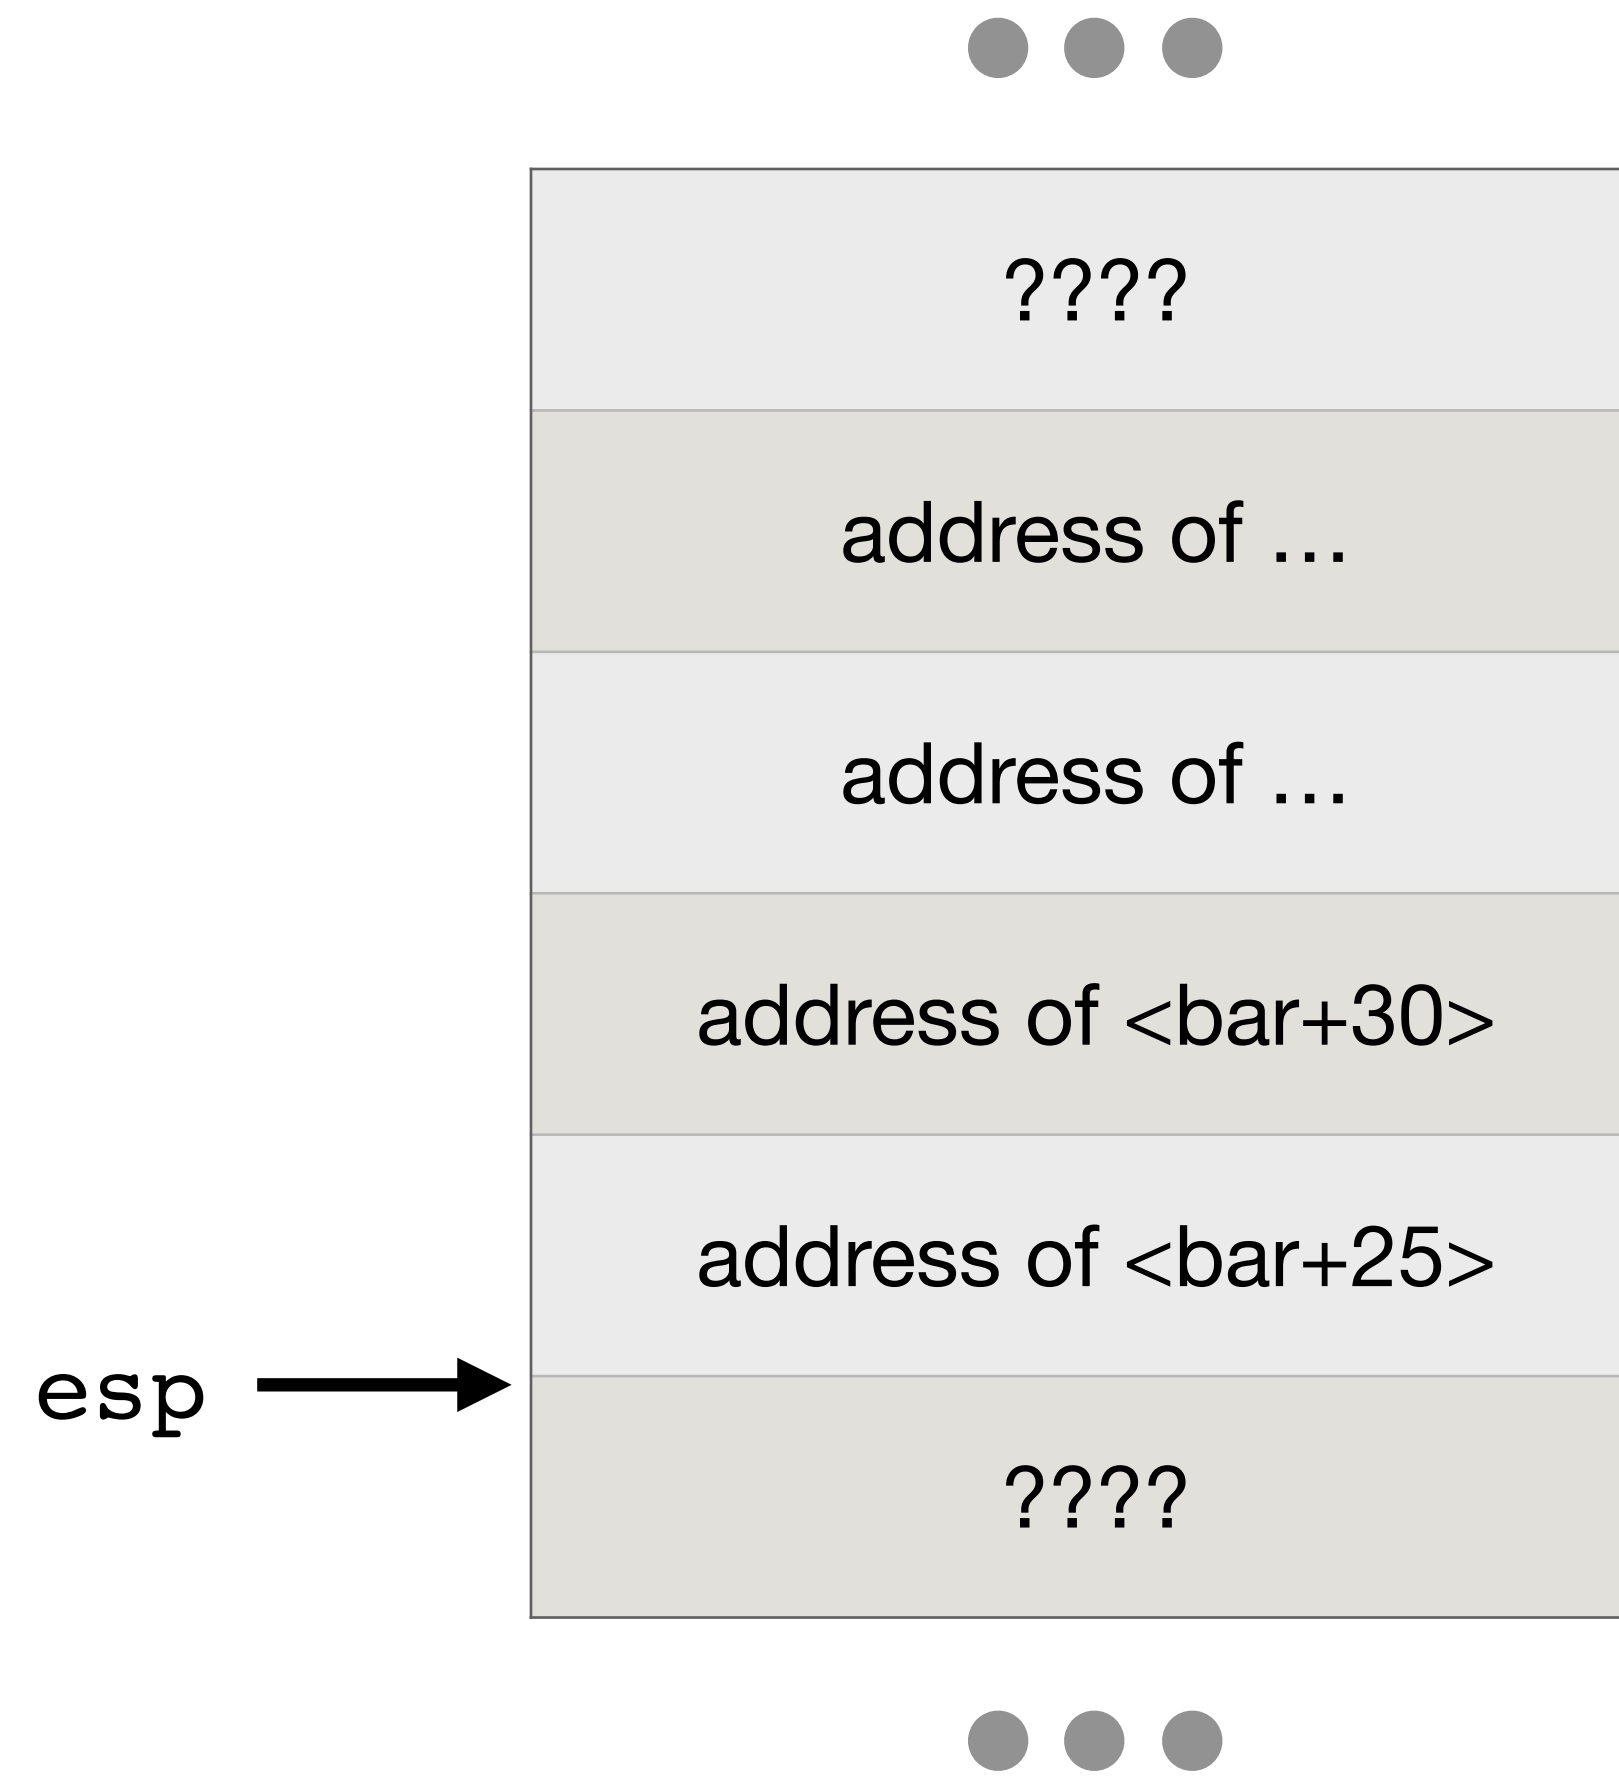 ????
address of …
address of …
address of <bar+30>
address of <bar+25>
esp
????